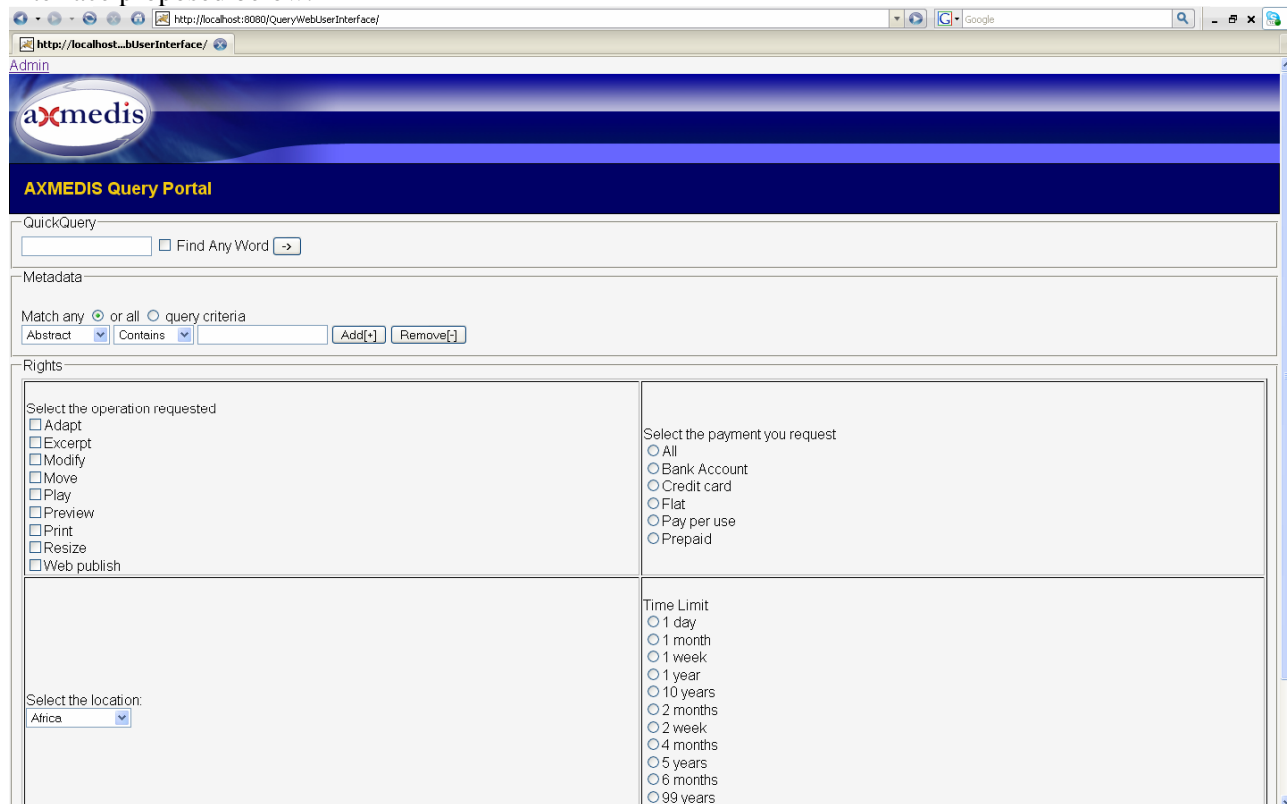 http://localhost:8080/QueryWebUserInterface/ G Google
http://localhost...bUserInterface/
Admin
axmedis
AXMEDIS Query Portal
QuickQuery
Find Any Word ->
Metadata
Match any or all query criteria
Abstract Contains Add[+] Remove[-]
Rights
Select the operation requested
Adapt
Excerpt
Modify
Move
Play
Preview
Print
Resize
Web publish
Select the payment you request
All
Bank Account
Credit card
Flat
Pay per use
Prepaid
Select the location:
Africa
Time Limit
1 day
1 month
1 week
1 year
10 years
2 months
2 week
4 months
5 years
6 months
99 years